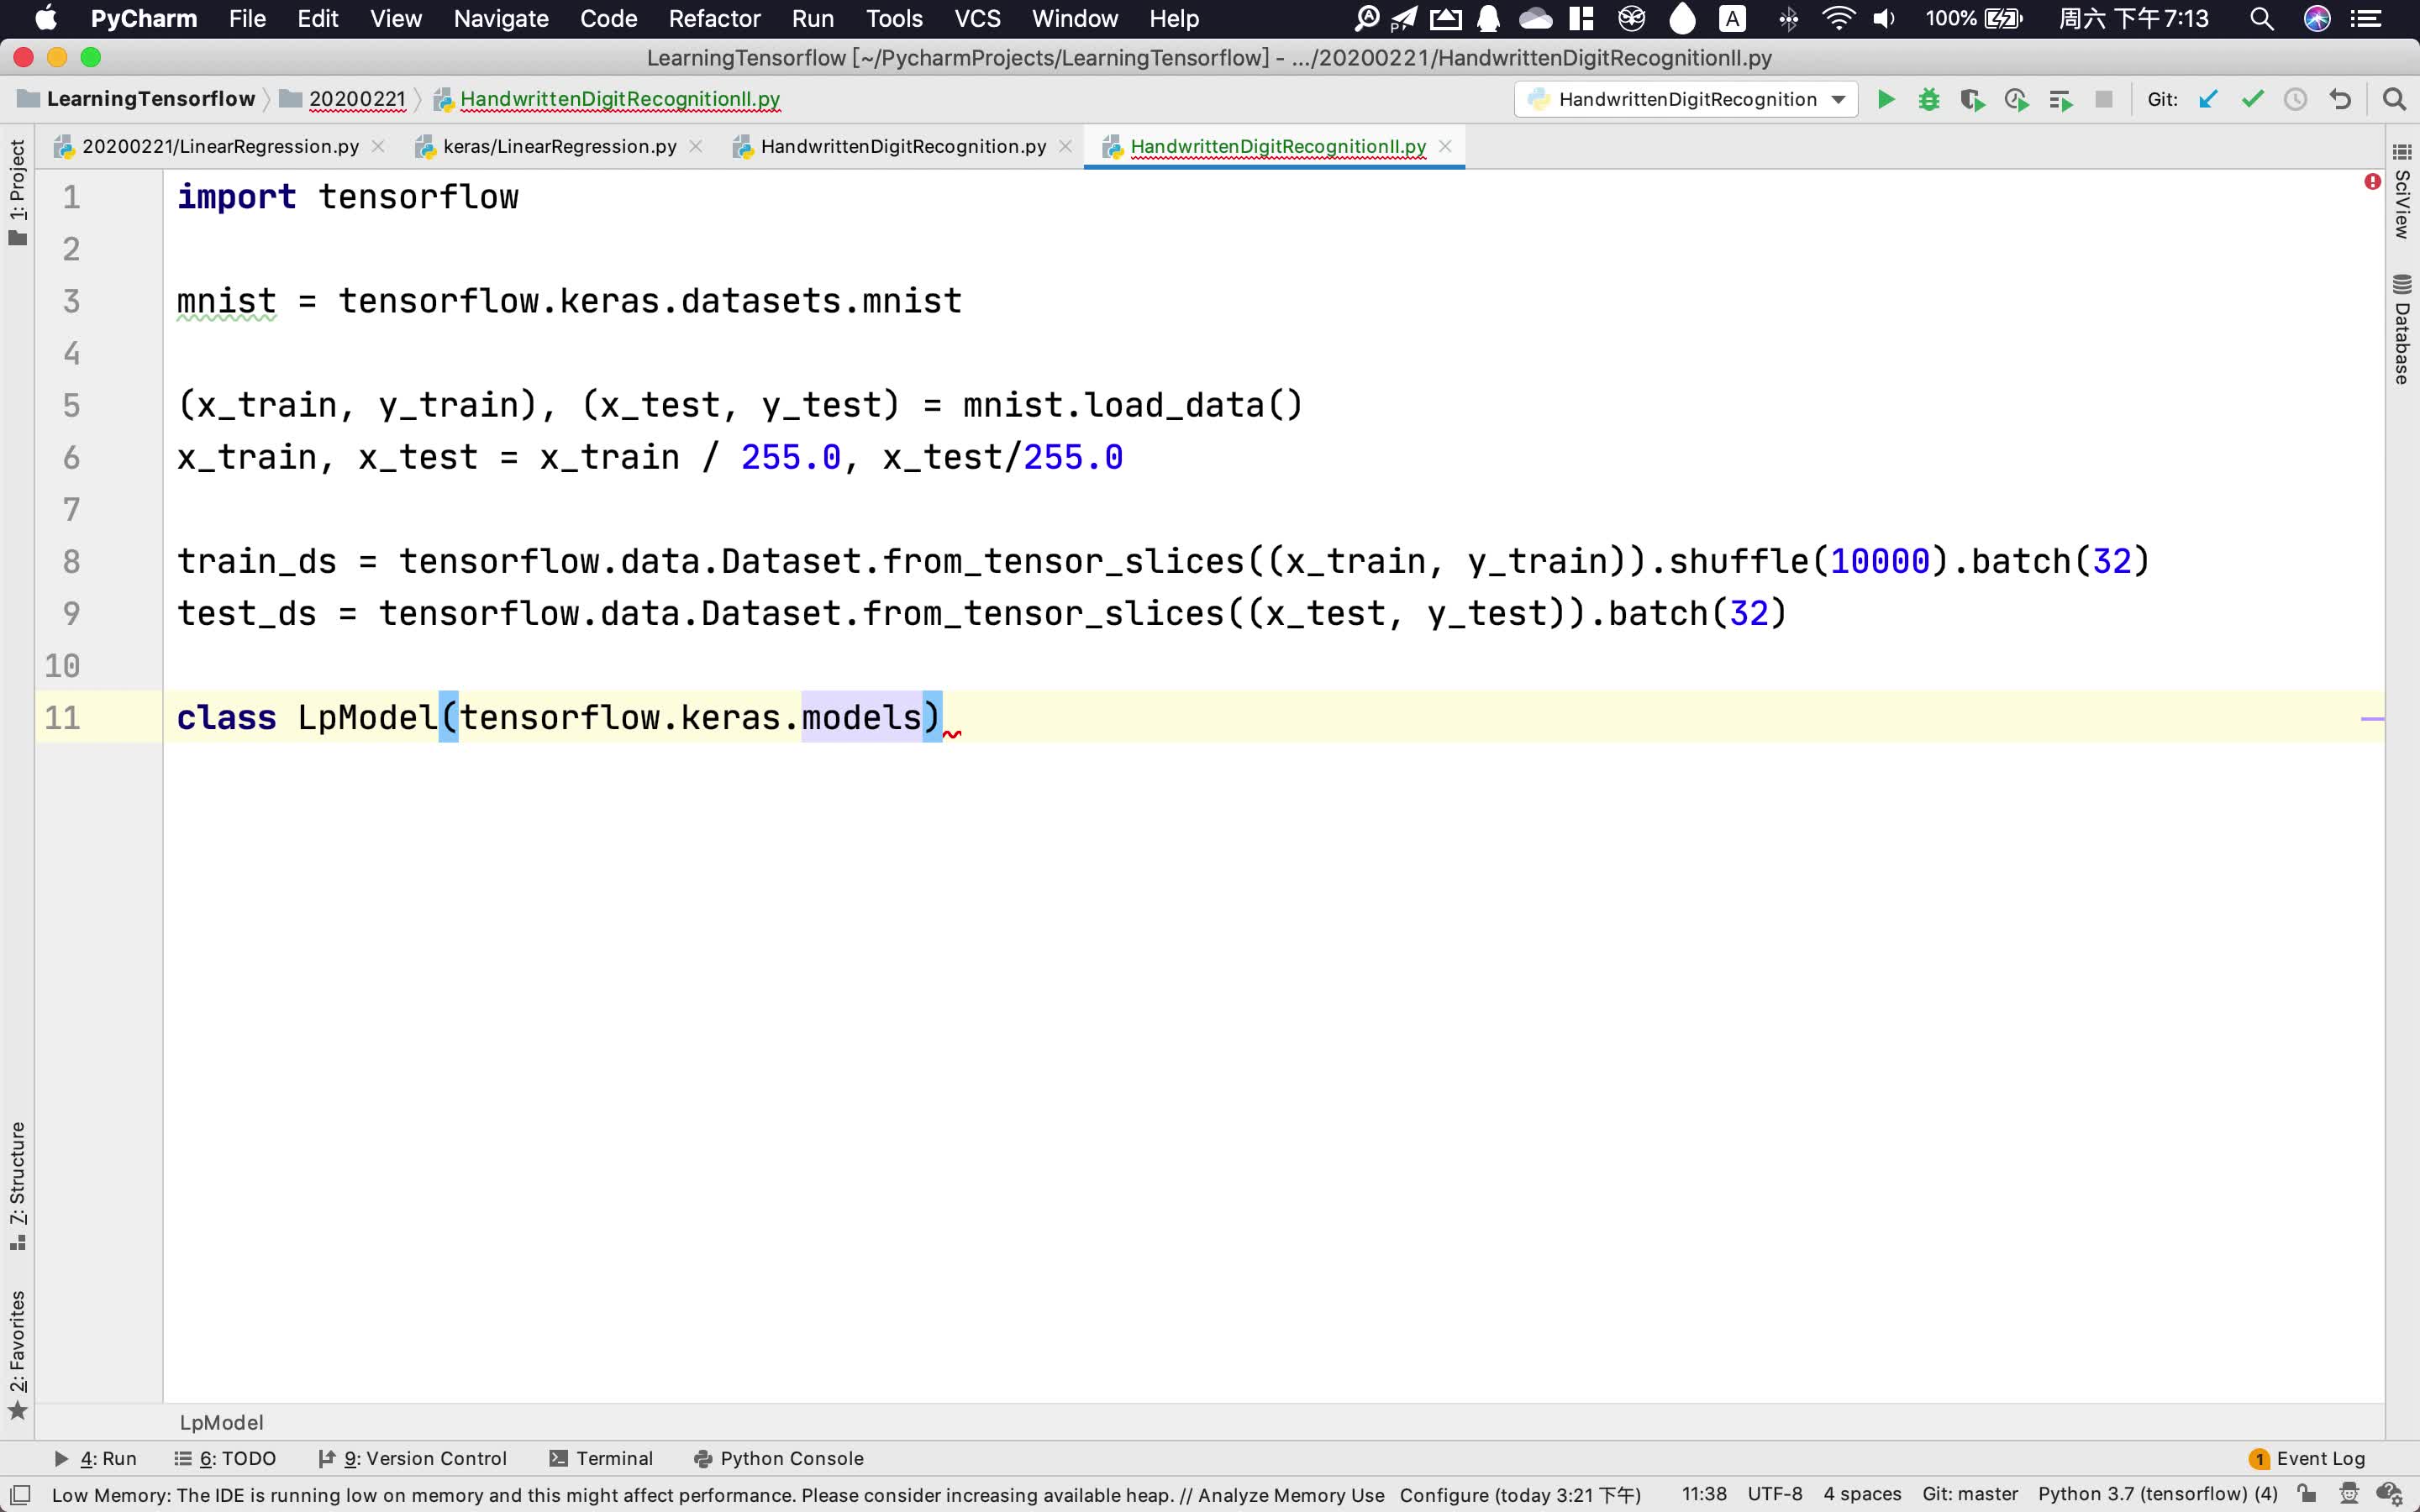 PyCharm File Edit View Navigate Code Refactor Run Tools VCS Window Help A 100% 周六 下午7:13
LearningTensorflow [~/PycharmProjects/LearningTensorflow] - .../20200221/HandwrittenDigitRecognitionII.py
LearningTensorflow 20200221 HandwrittenDigitRecognitionII.py HandwrittenDigitRecognition Git:
20200221/LinearRegression.py keras/LinearRegression.py HandwrittenDigitRecognition.py HandwrittenDigitRecognitionII.py
1: Project
7: Structure
2: Favorites
1 import tensorflow
2
3 mnist = tensorflow.keras.datasets.mnist
4
5 (x_train, y_train), (x_test, y_test) = mnist.load_data()
6 x_train, x_test = x_train / 255.0, x_test/255.0
7
8 train_ds = tensorflow.data.Dataset.from_tensor_slices((x_train, y_train)).shuffle(10000).batch(32)
9 test_ds = tensorflow.data.Dataset.from_tensor_slices((x_test, y_test)).batch(32)
10
11 class LpModel(tensorflow.keras.models)
SciView
Database
LpModel
4: Run 6: TODO 9: Version Control Terminal Python Console 1 Event Log
Low Memory: The IDE is running low on memory and this might affect performance. Please consider increasing available heap. // Analyze Memory Use Configure (today 3:21 下午) 11:38 UTF-8 4 spaces Git: master Python 3.7 (tensorflow) (4)